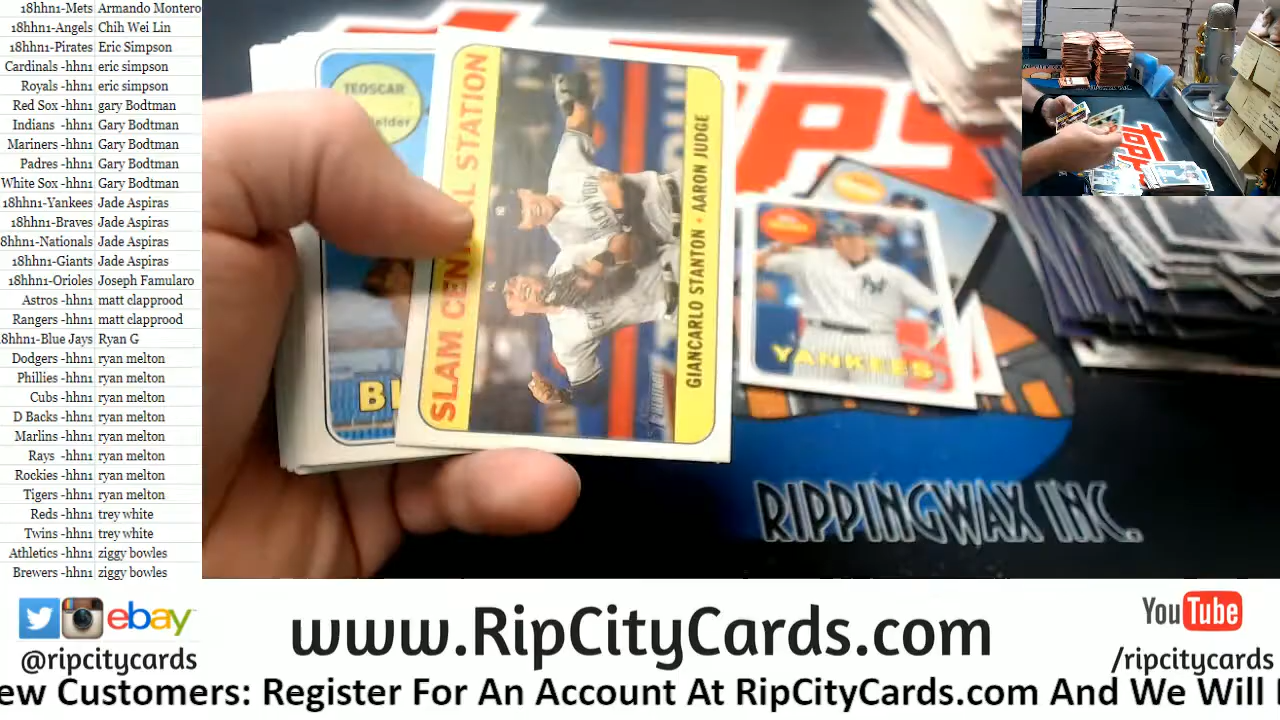 18hhn1-Mets Armando Montero
18hhn1-Angels Chih Wei Lin
18hhn1-Pirates Eric Simpson
Cardinals -hhn1 eric simpson
Royals -hhn1 eric simpson
Red Sox -hhn1 gary Bodtman
Indians -hhn1 Gary Bodtman
Mariners -hhn1 Gary Bodtman
Padres -hhn1 Gary Bodtman
White Sox -hhn1 Gary Bodtman
18hhn1-Yankees Jade Aspiras
18hhn1-Braves Jade Aspiras
8hhn1-Nationals Jade Aspiras
18hhn1-Giants Jade Aspiras
18hhn1-Orioles Joseph Famularo
Astros -hhn1 matt clapprood
Rangers -hhn1 matt clapprood
8hhn1-Blue Jays Ryan G
Dodgers -hhn1 ryan melton
Phillies -hhn1 ryan melton
Cubs -hhn1 ryan melton
D Backs -hhn1 ryan melton
Marlins -hhn1 ryan melton
Rays -hhn1 ryan melton
Rockies -hhn1 ryan melton
Tigers -hhn1 ryan melton
Reds -hhn1 trey white
Twins -hhn1 trey white
Athletics -hhn1 ziggy bowles
Brewers -hhn1 ziggy bowles
TEOSCAR
BL
SLAM CENTRAL STATION
GIANCARLO STANTON • AARON JUDGE
YANKEES
RIPPINGWAX INC.
topps
ebay
@ripcitycards
www.RipCityCards.com
YouTube
/ripcitycards
ew Customers: Register For An Account At RipCityCards.com And We Will